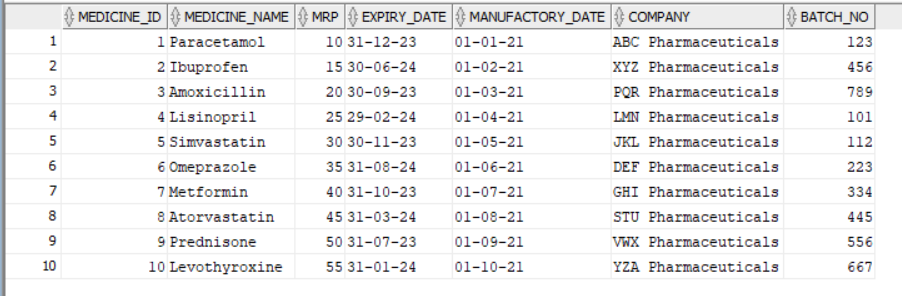 MEDICINE_ID MEDICINE_NAME MRP EXPIRY_DATE MANUFACTORY_DATE COMPANY BATCH_NO
1 1 Paracetamol 10 31-12-23 01-01-21 ABC Pharmaceuticals 123
2 2 Ibuprofen 15 30-06-24 01-02-21 XYZ Pharmaceuticals 456
3 3 Amoxicillin 20 30-09-23 01-03-21 PQR Pharmaceuticals 789
4 4 Lisinopril 25 29-02-24 01-04-21 LMN Pharmaceuticals 101
5 5 Simvastatin 30 30-11-23 01-05-21 JKL Pharmaceuticals 112
6 6 Omeprazole 35 31-08-24 01-06-21 DEF Pharmaceuticals 223
7 7 Metformin 40 31-10-23 01-07-21 GHI Pharmaceuticals 334
8 8 Atorvastatin 45 31-03-24 01-08-21 STU Pharmaceuticals 445
9 9 Prednisone 50 31-07-23 01-09-21 VWX Pharmaceuticals 556
10 10 Levothyroxine 55 31-01-24 01-10-21 YZA Pharmaceuticals 667